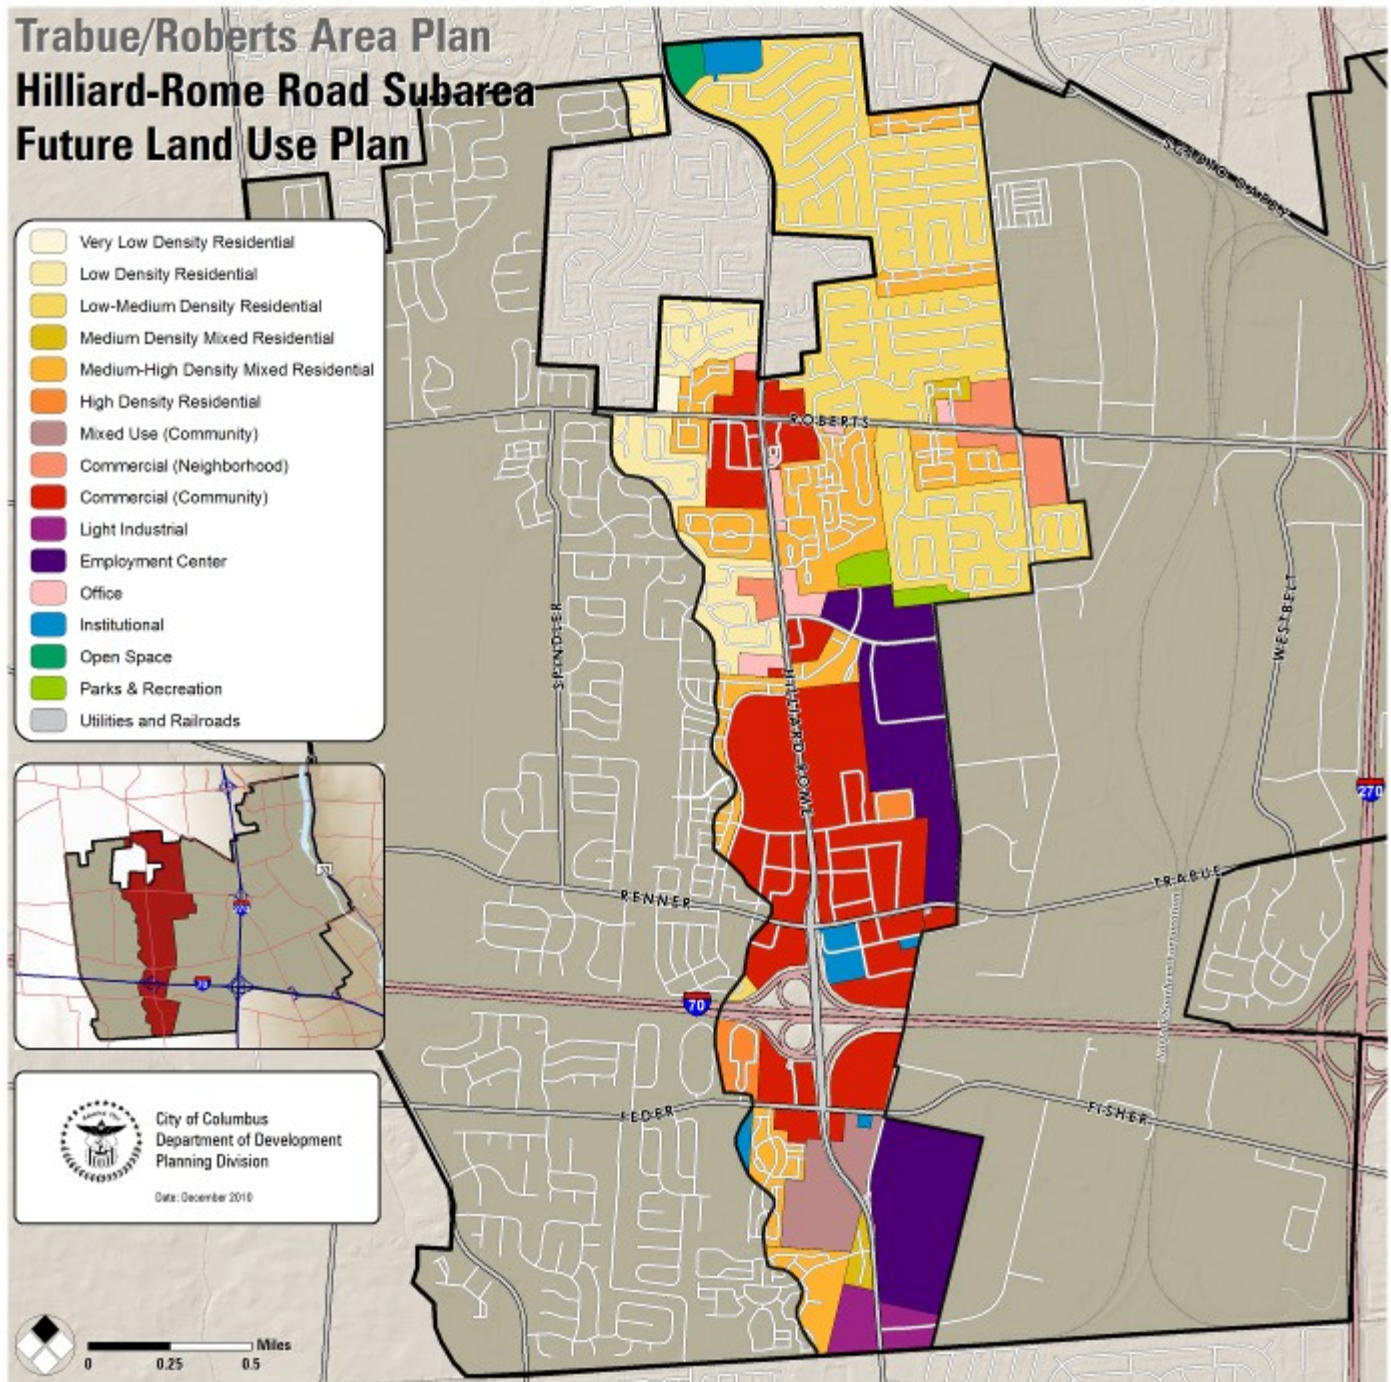 Trabue/Roberts Area Plan
Hilliard-Rome Road Subarea
Future Land Use Plan
Very Low Density Residential
Low Density Residential
Low-Medium Density Residential
Medium Density Mixed Residential
Medium-High Density Mixed Residential
High Density Residential
Mixed Use (Community)
Commercial (Neighborhood)
Commercial (Community)
Light Industrial
Employment Center
Office
Institutional
Open Space
Parks & Recreation
Utilities and Railroads
SCIOTO DARBY
ROBERTS
SPINDLER
HILLIARD-ROME
WESTBELT
270
RENNER
TRABUE
70
FEDER
FISHER
270
70
City of Columbus
Department of Development
Planning Division
Date: December 2010
Miles
0 0.25 0.5